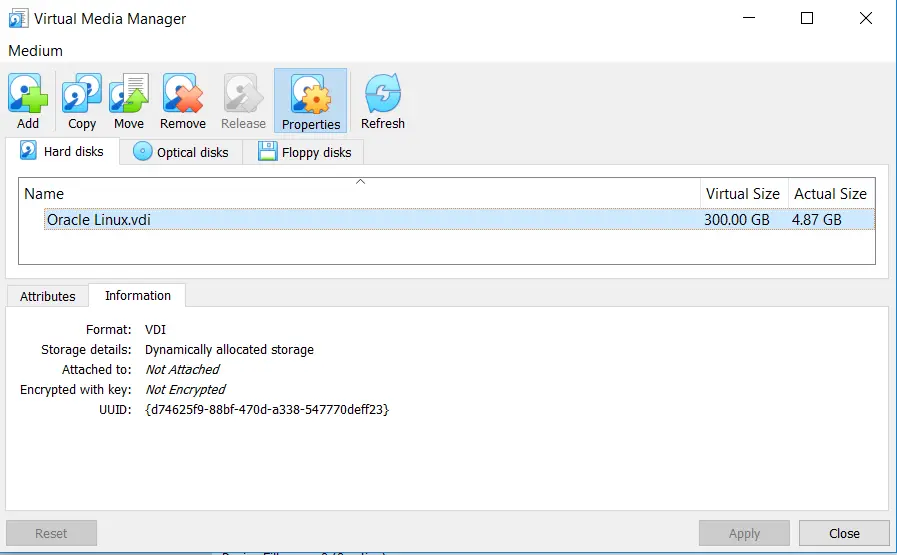 Virtual Media Manager
Medium
Add Copy Move Remove Release Properties Refresh
Hard disks Optical disks Floppy disks
Name Virtual Size Actual Size
Oracle Linux.vdi 300.00 GB 4.87 GB
Attributes Information
Format: VDI
Storage details: Dynamically allocated storage
Attached to: Not Attached
Encrypted with key: Not Encrypted
UUID: {d74625f9-88bf-470d-a338-547770deff23}
Reset Apply Close